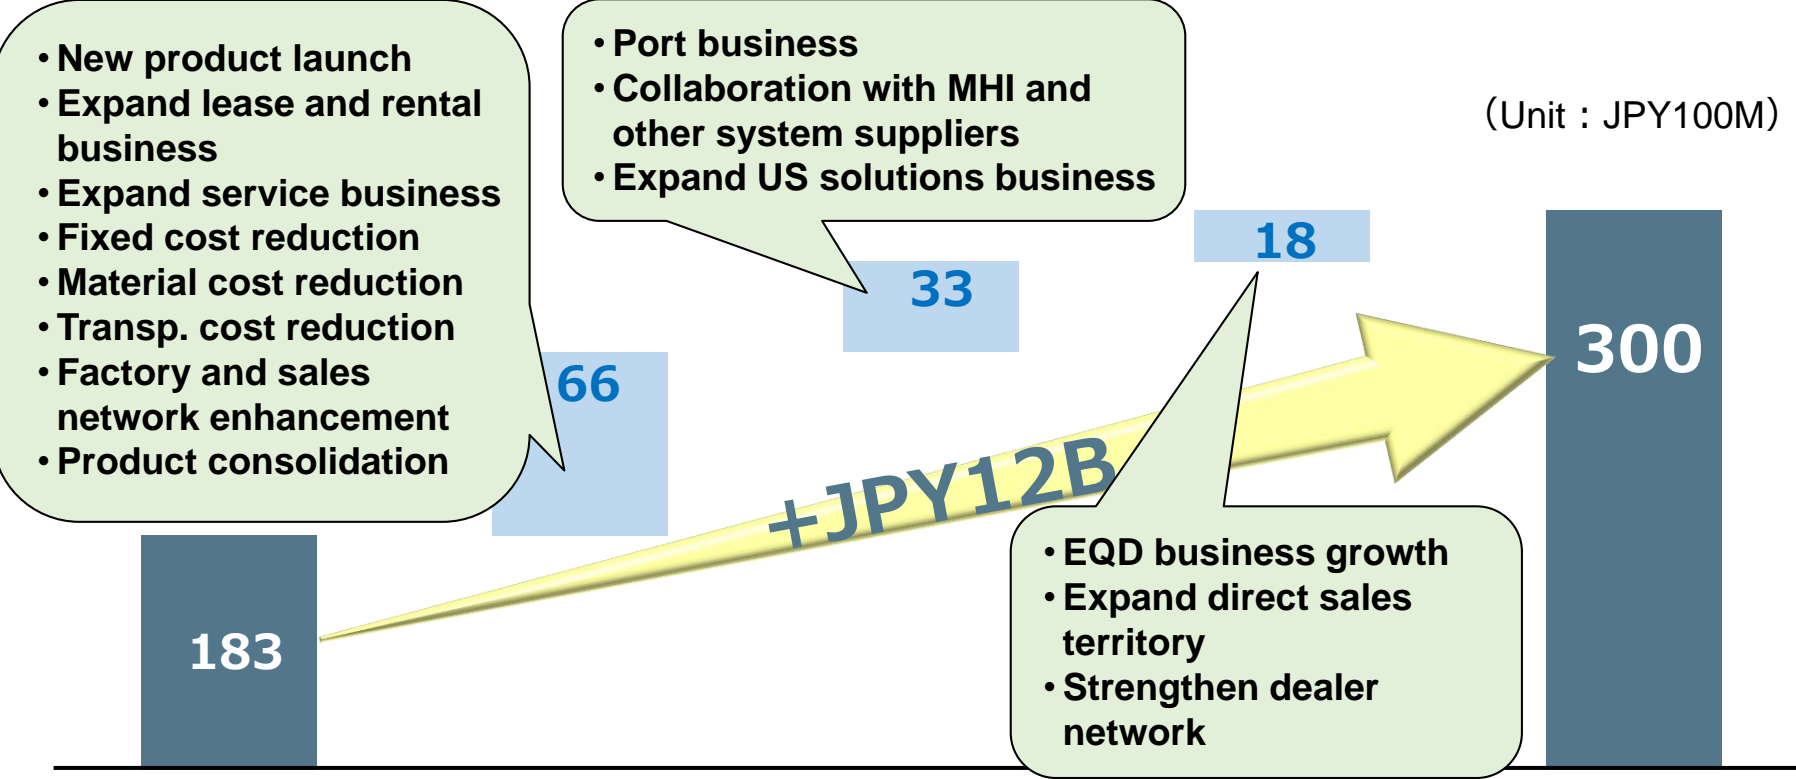 • New product launch
• Expand lease and rental
business
• Expand service business
• Fixed cost reduction
• Material cost reduction
• Transp. cost reduction
• Factory and sales
network enhancement
• Product consolidation
• Port business
• Collaboration with MHI and
other system suppliers
• Expand US solutions business
（Unit：JPY100M）
183
66
33
18
300
+JPY12B
• EQD business growth
• Expand direct sales
territory
• Strengthen dealer
network